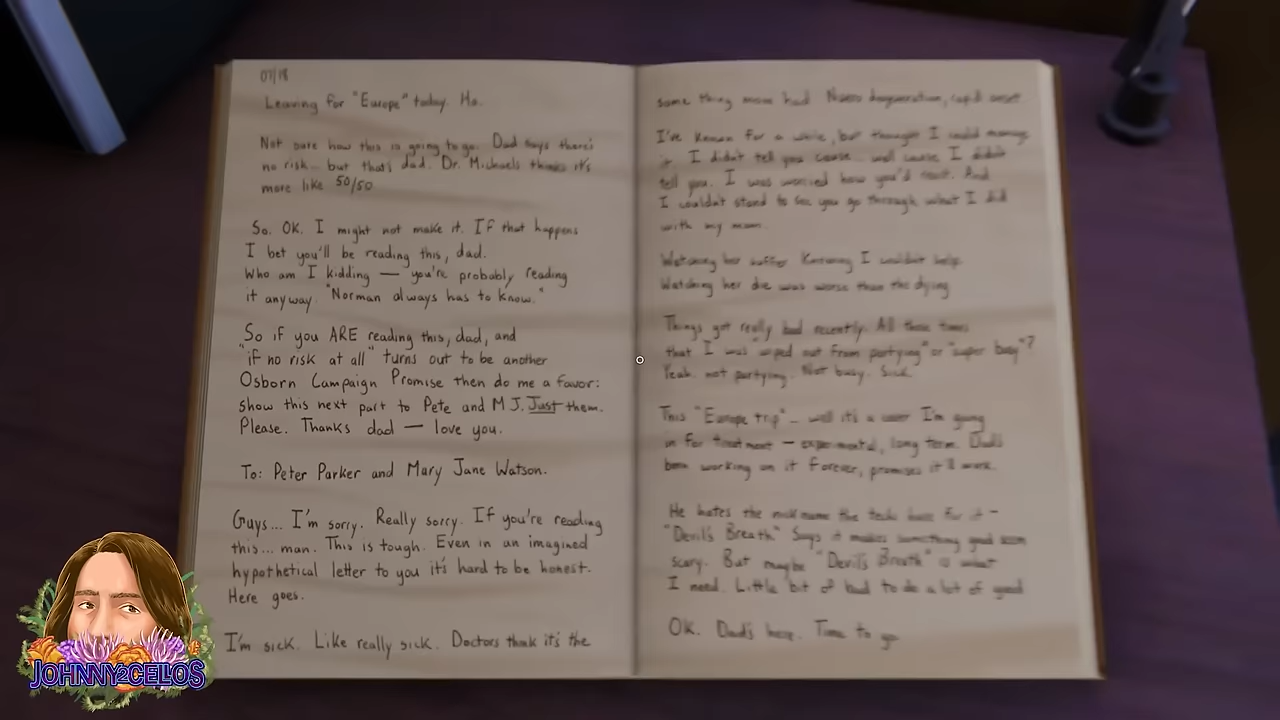 07/18
Leaving for "Europe" today. Ha.
Not sure how this is going to go. Dad says there's
no risk... but that's dad. Dr. Michaels thinks it's
more like 50/50
So. OK. I might not make it. If that happens
I bet you'll be reading this, dad.
Who am I kidding — you're probably reading
it anyway. "Norman always has to know."
So if you ARE reading this, dad, and
"if no risk at all" turns out to be another
Osborn Campaign Promise then do me a favor:
show this next part to Pete and MJ. Just them.
Please. Thanks dad — love you.
To: Peter Parker and Mary Jane Watson.
Guys... I'm sorry. Really sorry. If you're reading
this... man. This is tough. Even in an imagined
hypothetical letter to you it's hard to be honest.
Here goes.
I'm sick. Like really sick. Doctors think it's the
same thing mom had. degeneration, rapid onset
I've known for a while, but thought I could manage
it. I didn't tell you cause... well cause I didn't
tell you. I was worried how you'd react. And
I couldn't stand to see you go through what I did
with my mom.
Watching her suffer. Knowing I couldn't help.
Watching her die was worse than the dying
Things got really bad recently. All those times
that I was "wiped out from partying" or "super busy"?
Yeah. not partying. Not busy. Sick.
This "Europe trip"... well it's a cover I'm going
in for treatment — experimental, long term. Dad's
been working on it forever, promises it'll work.
He hates the nickname the techs have for it —
"Devil's Breath" Says it makes something good seem
scary. But maybe "Devil's Breath" is what
I need. Little bit of bad to do a lot of good
OK. Dad's here. Time to go
JOHNNY2CELLOS